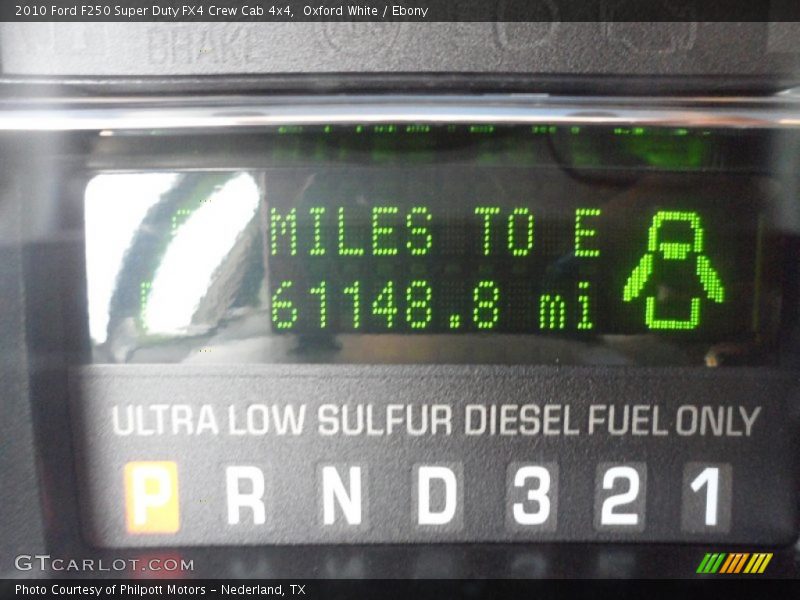 2010 Ford F250 Super Duty FX4 Crew Cab 4x4,  Oxford White / Ebony
BRAKE
MILES TO E
61148.8 mi
ULTRA LOW SULFUR DIESEL FUEL ONLY
P R N D 3 2 1
GTCARLOT.COM
Photo Courtesy of Philpott Motors - Nederland, TX